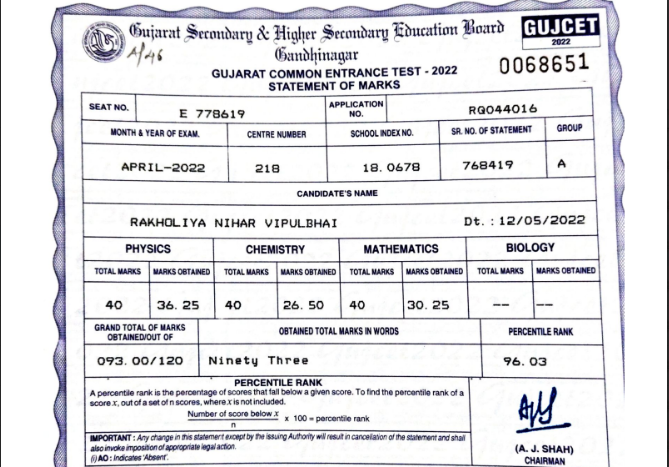 Gujarat Secondary & Higher Secondary Education Board
GUJCET
2022
A/46
Gandhinagar
0068651
GUJARAT COMMON ENTRANCE TEST - 2022
STATEMENT OF MARKS
SEAT NO. E 778619 APPLICATION NO. RG044016
MONTH & YEAR OF EXAM. CENTRE NUMBER SCHOOL INDEX NO. SR. NO. OF STATEMENT GROUP
APRIL-2022 218 18.0678 768419 A
CANDIDATE'S NAME
RAKHOLIYA NIHAR VIPULBHAI Dt. : 12/05/2022
PHYSICS CHEMISTRY MATHEMATICS BIOLOGY
TOTAL MARKS MARKS OBTAINED TOTAL MARKS MARKS OBTAINED TOTAL MARKS MARKS OBTAINED TOTAL MARKS MARKS OBTAINED
40 36.25 40 26.50 40 30.25 -- --
GRAND TOTAL OF MARKS OBTAINED/OUT OF OBTAINED TOTAL MARKS IN WORDS PERCENTILE RANK
093.00/120 Ninety Three 96.03
PERCENTILE RANK
A percentile rank is the percentage of scores that fall below a given score. To find the percentile rank of a
score x, out of a set of n scores, where x is not included.
Number of score below x
n
x 100 = percentile rank
IMPORTANT : Any change in this statement except by the issuing Authority will result in cancellation of the statement and shall
also invoke imposition of appropriate legal action.
(i) AO : Indicates 'Absent'.
(A. J. SHAH)
CHAIRMAN